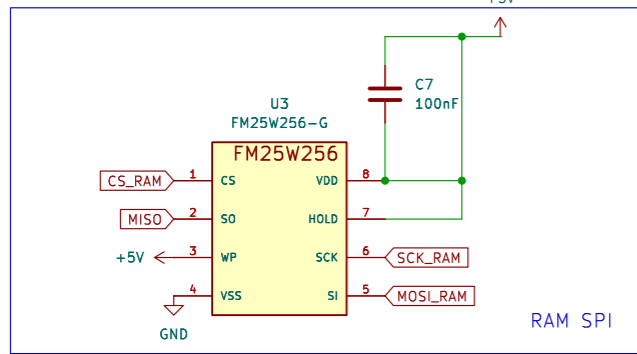 +5V
C7
100nF
U3
FM25W256-G
FM25W256
CS_RAM 1 CS VDD 8
MISO 2 SO HOLD 7
+5V 3 WP SCK 6 SCK_RAM
4 VSS SI 5 MOSI_RAM
GND
RAM SPI